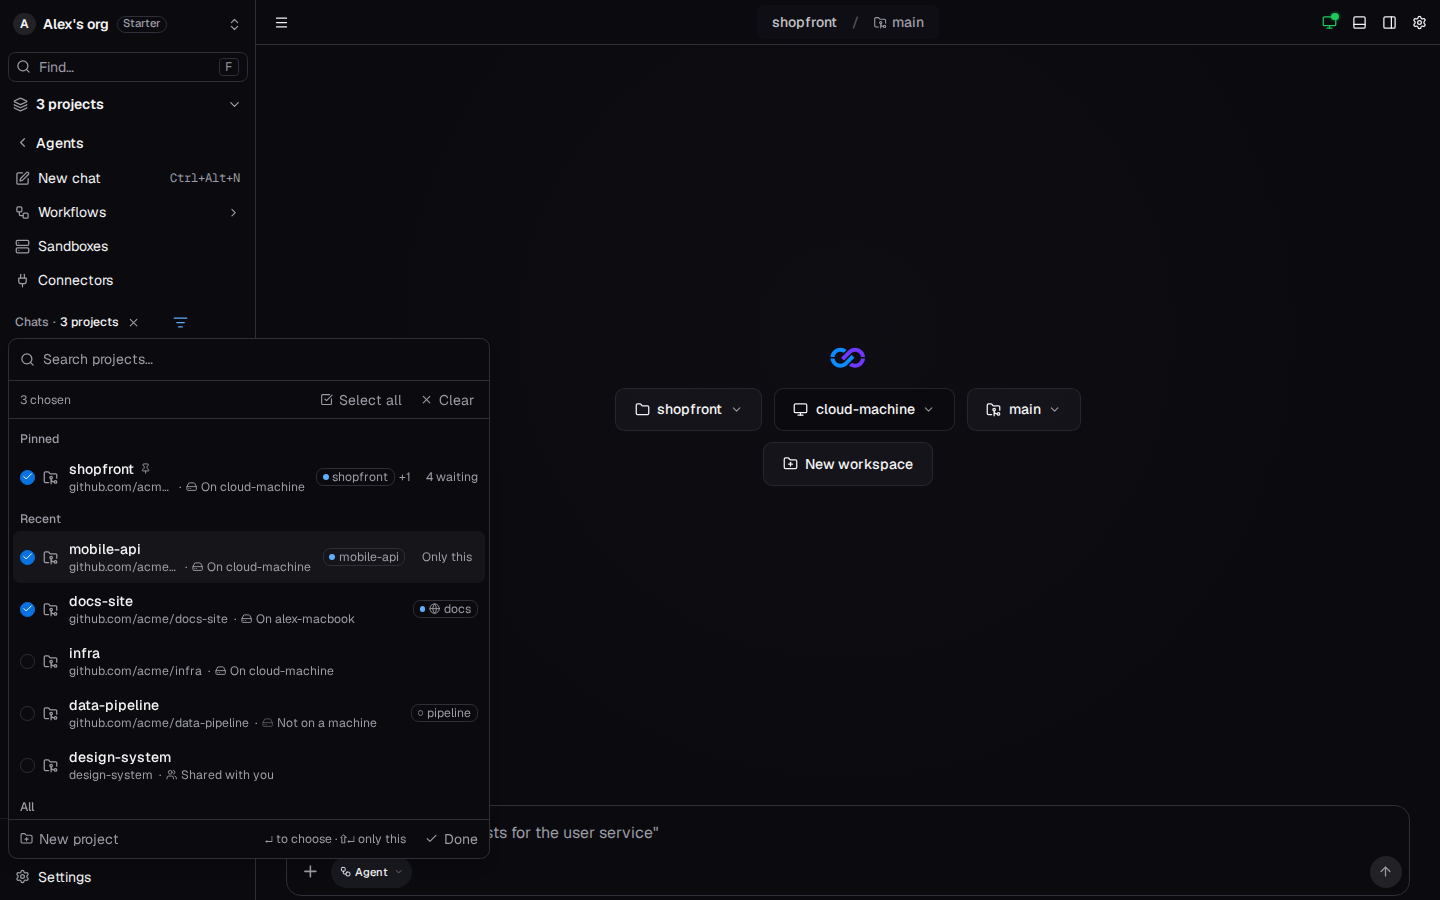 A Alex's org Starter
Find... F
3 projects
Agents
New chat Ctrl+Alt+N
Workflows
Sandboxes
Connectors
Chats · 3 projects
Search projects...
3 chosen Select all Clear
Pinned
shopfront
github.com/acm... · On cloud-machine
shopfront +1 4 waiting
Recent
mobile-api
github.com/acme... · On cloud-machine
mobile-api Only this
docs-site
github.com/acme/docs-site · On alex-macbook
docs
infra
github.com/acme/infra · On cloud-machine
data-pipeline
github.com/acme/data-pipeline · Not on a machine
pipeline
design-system
design-system · Shared with you
All
New project ↵ to choose · ⇧↵ only this Done
Settings
shopfront / main
shopfront cloud-machine main
New workspace
sts for the user service"
Agent